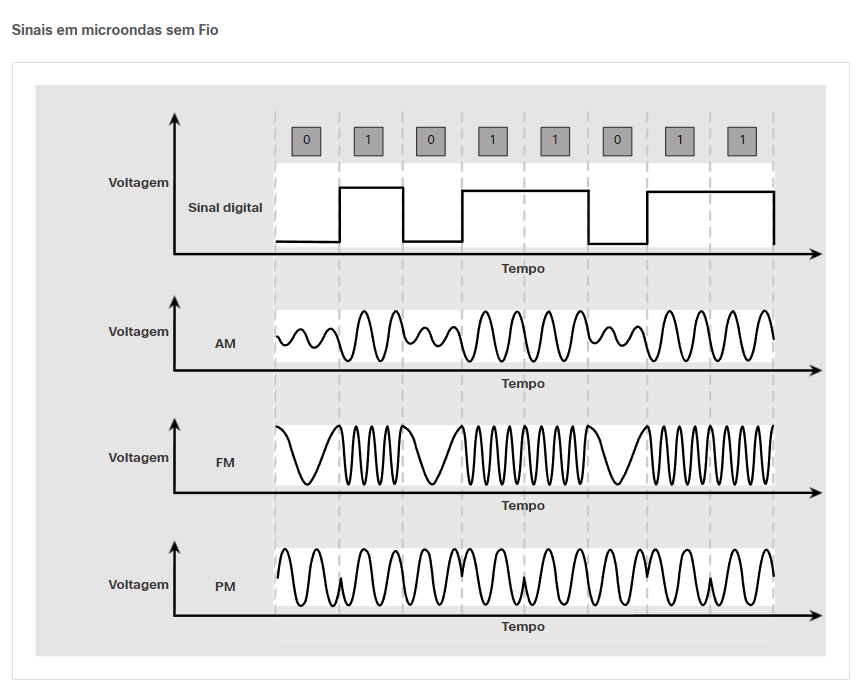 Sinais em microondas sem Fio
0 1 0 1 1 0 1 1
Voltagem
Sinal digital
Tempo
Voltagem
AM
Tempo
Voltagem
FM
Tempo
Voltagem
PM
Tempo